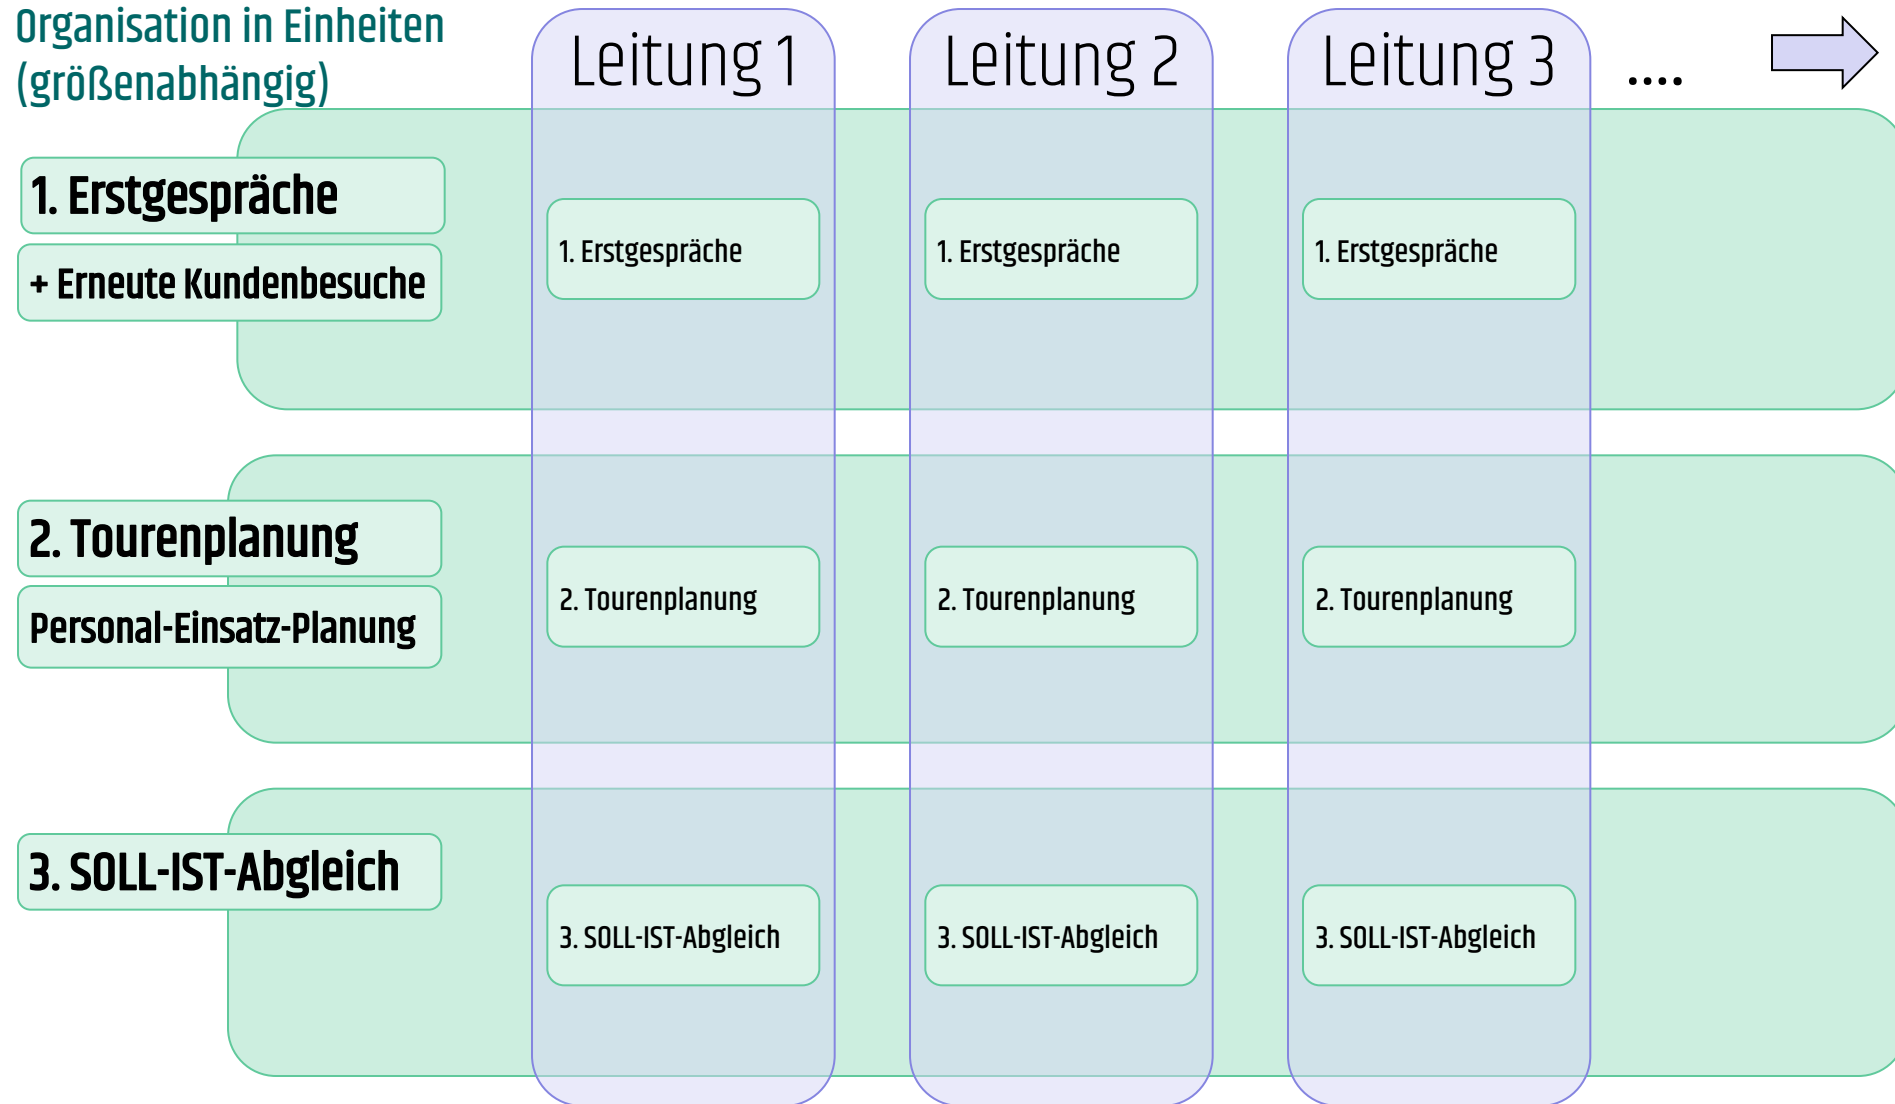 Organisation in Einheiten
(größenabhängig)
Leitung 1
Leitung 2
Leitung 3
....
1. Erstgespräche
+ Erneute Kundenbesuche
1. Erstgespräche
1. Erstgespräche
1. Erstgespräche
2. Tourenplanung
Personal-Einsatz-Planung
2. Tourenplanung
2. Tourenplanung
2. Tourenplanung
3. SOLL-IST-Abgleich
3. SOLL-IST-Abgleich
3. SOLL-IST-Abgleich
3. SOLL-IST-Abgleich